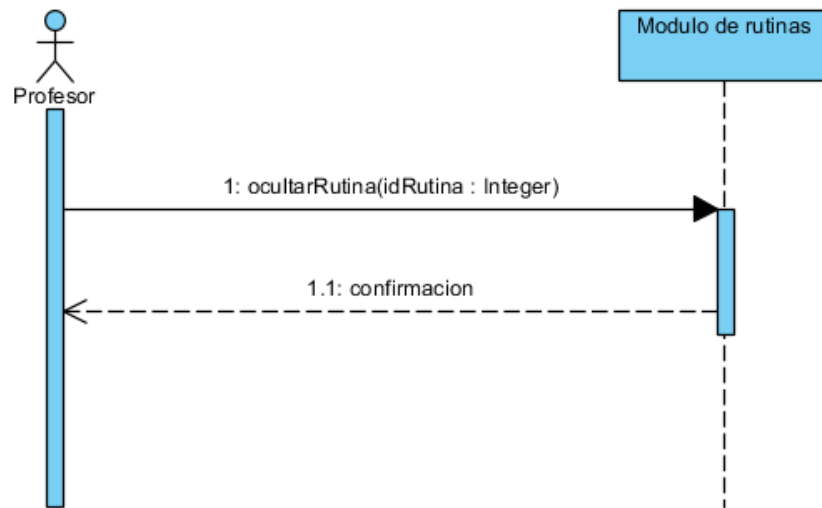 Profesor
Modulo de rutinas
1: ocultarRutina(idRutina : Integer)
1.1: confirmacion